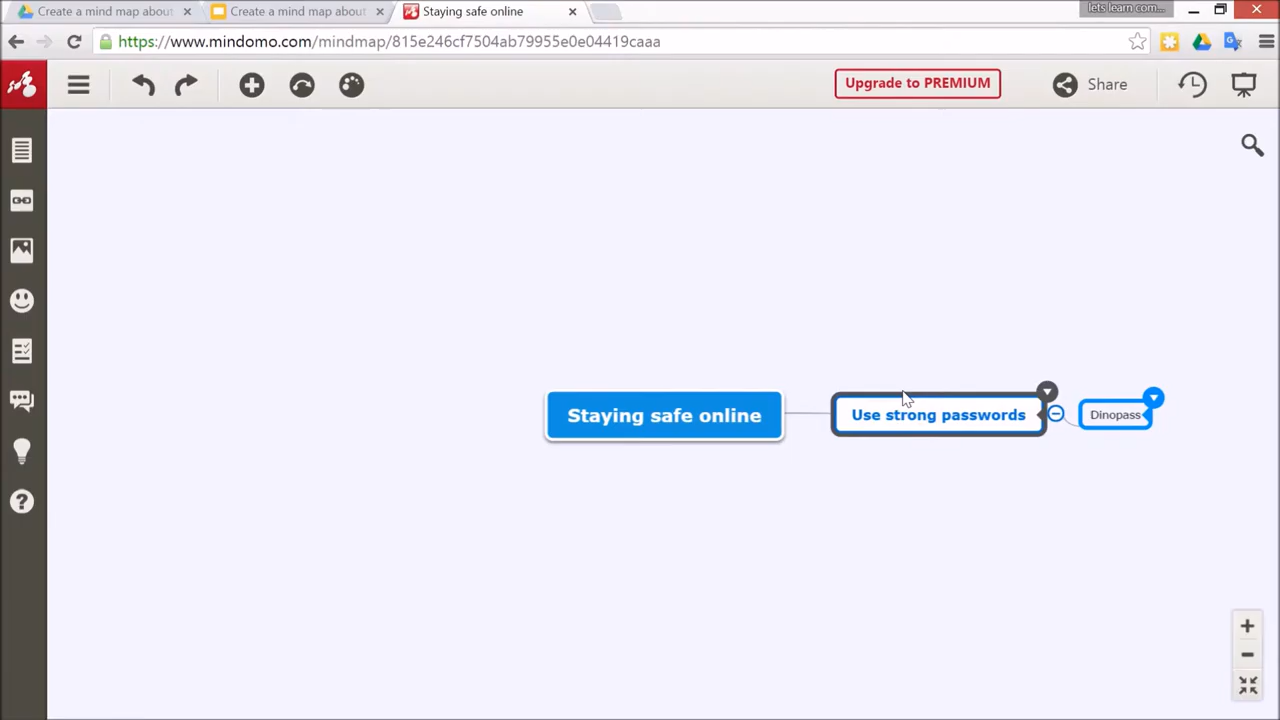 Create a mind map about
Create a mind map about
Staying safe online
lets learn com...
https://www.mindomo.com/mindmap/815e246cf7504ab79955e0e04419caaa
Upgrade to PREMIUM
Share
Staying safe online
Use strong passwords
Dinopass